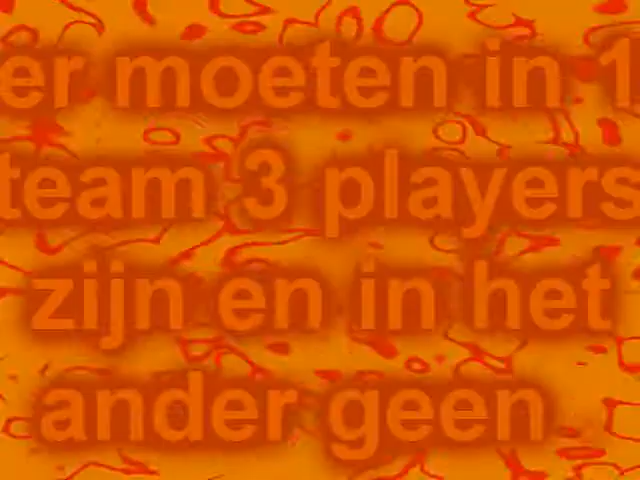 er moeten in 1
team 3 players
zijn en in het
ander geen